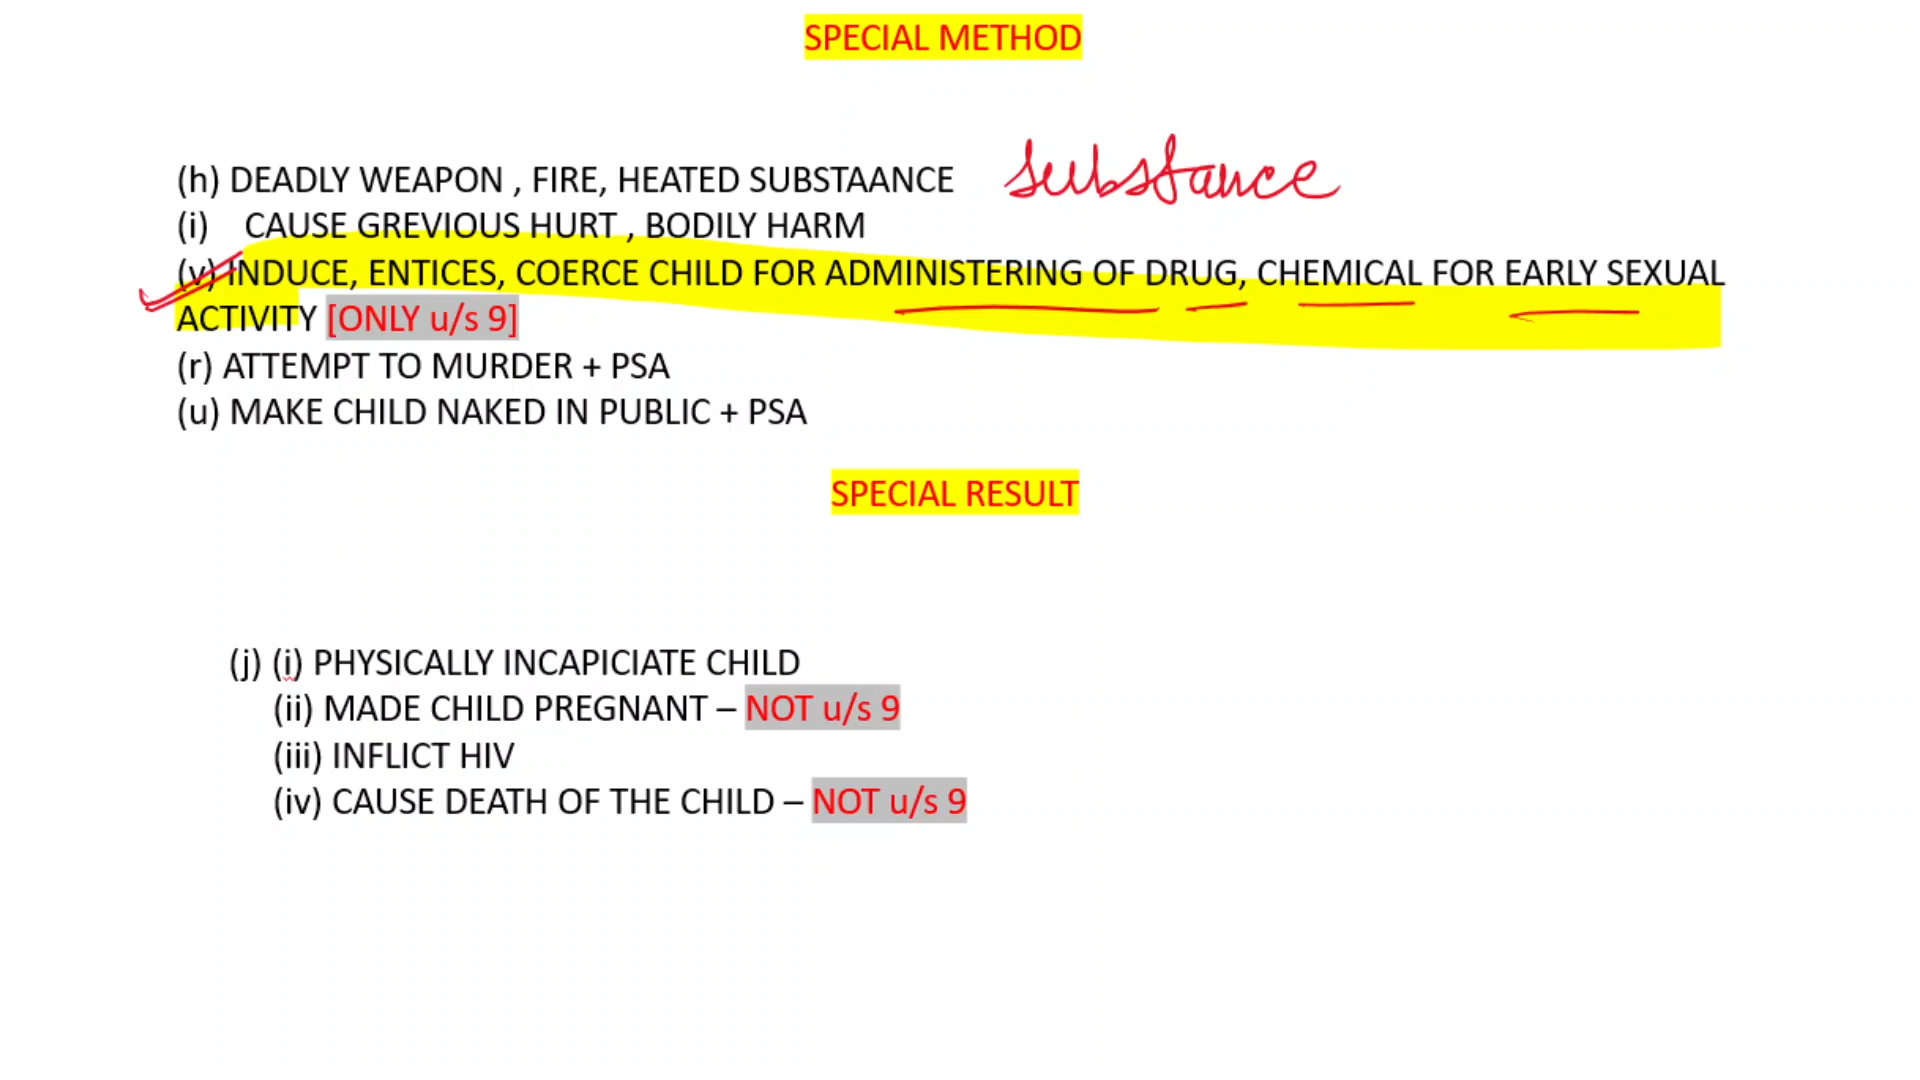 SPECIAL METHOD
(h) DEADLY WEAPON , FIRE, HEATED SUBSTAANCE substance
(i) CAUSE GREVIOUS HURT , BODILY HARM
(v) INDUCE, ENTICES, COERCE CHILD FOR ADMINISTERING OF DRUG, CHEMICAL FOR EARLY SEXUAL
ACTIVITY [ONLY u/s 9]
(r) ATTEMPT TO MURDER + PSA
(u) MAKE CHILD NAKED IN PUBLIC + PSA
SPECIAL RESULT
(j) (i) PHYSICALLY INCAPICIATE CHILD
(ii) MADE CHILD PREGNANT – NOT u/s 9
(iii) INFLICT HIV
(iv) CAUSE DEATH OF THE CHILD – NOT u/s 9